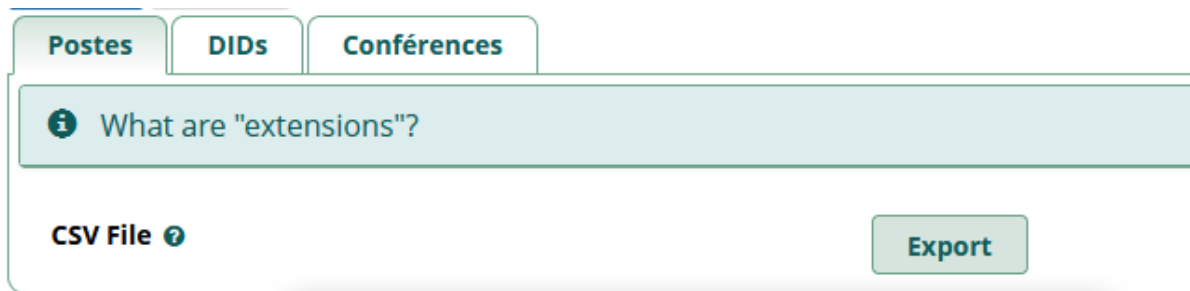 Postes DIDs Conférences
What are "extensions"?
CSV File Export